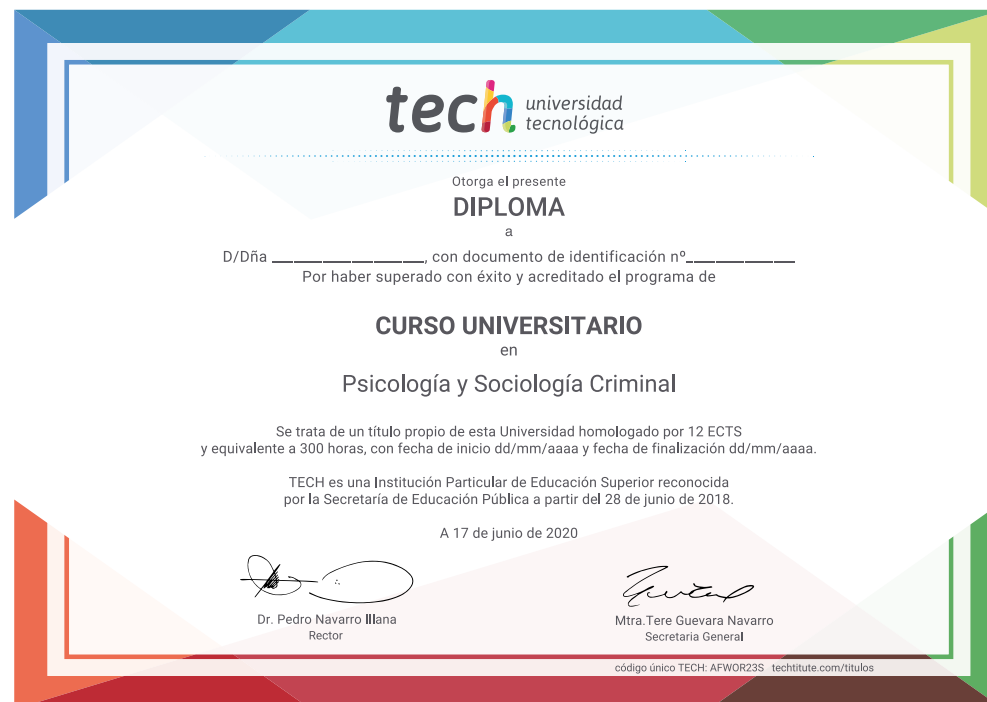 tech universidad
tecnológica
Otorga el presente
DIPLOMA
a
D/Dña ______________, con documento de identificación nº__________
Por haber superado con éxito y acreditado el programa de
CURSO UNIVERSITARIO
en
Psicología y Sociología Criminal
Se trata de un título propio de esta Universidad homologado por 12 ECTS
y equivalente a 300 horas, con fecha de inicio dd/mm/aaaa y fecha de finalización dd/mm/aaaa.
TECH es una Institución Particular de Educación Superior reconocida
por la Secretaría de Educación Pública a partir del 28 de junio de 2018.
A 17 de junio de 2020
Dr. Pedro Navarro Illana
Rector
Mtra.Tere Guevara Navarro
Secretaria General
código único TECH: AFWOR23S techtitute.com/titulos